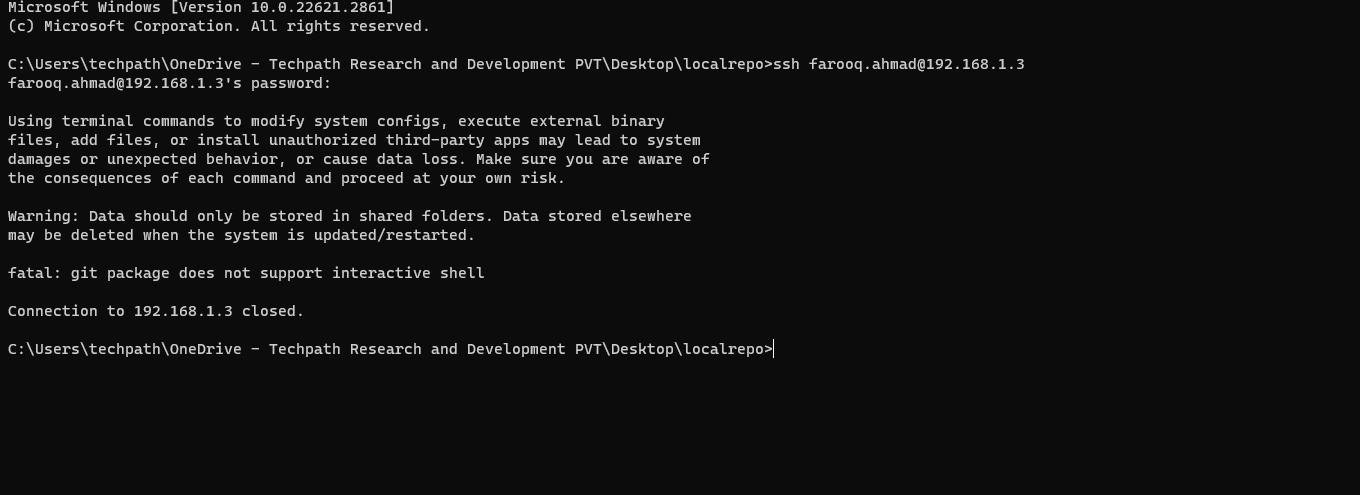 Microsoft Windows [Version 10.0.22621.2861]
(c) Microsoft Corporation. All rights reserved.
C:\Users\techpath\OneDrive - Techpath Research and Development PVT\Desktop\localrepo>ssh farooq.ahmad@192.168.1.3
farooq.ahmad@192.168.1.3's password:
Using terminal commands to modify system configs, execute external binary
files, add files, or install unauthorized third-party apps may lead to system
damages or unexpected behavior, or cause data loss. Make sure you are aware of
the consequences of each command and proceed at your own risk.
Warning: Data should only be stored in shared folders. Data stored elsewhere
may be deleted when the system is updated/restarted.
fatal: git package does not support interactive shell
Connection to 192.168.1.3 closed.
C:\Users\techpath\OneDrive - Techpath Research and Development PVT\Desktop\localrepo>